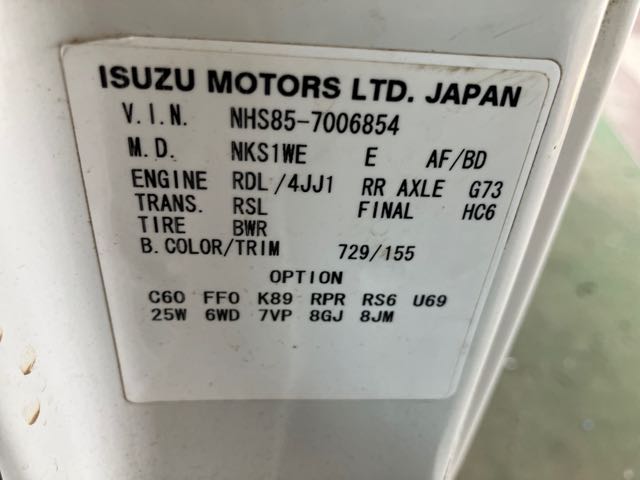 ISUZU MOTORS LTD. JAPAN
V.I.N. NHS85-7006854
M.D. NKS1WE E AF/BD
ENGINE RDL/4JJ1 RR AXLE G73
TRANS. RSL FINAL HC6
TIRE BWR
B.COLOR/TRIM 729/155
OPTION
C60 FF0 K89 RPR RS6 U69
25W 6WD 7VP 8GJ 8JM